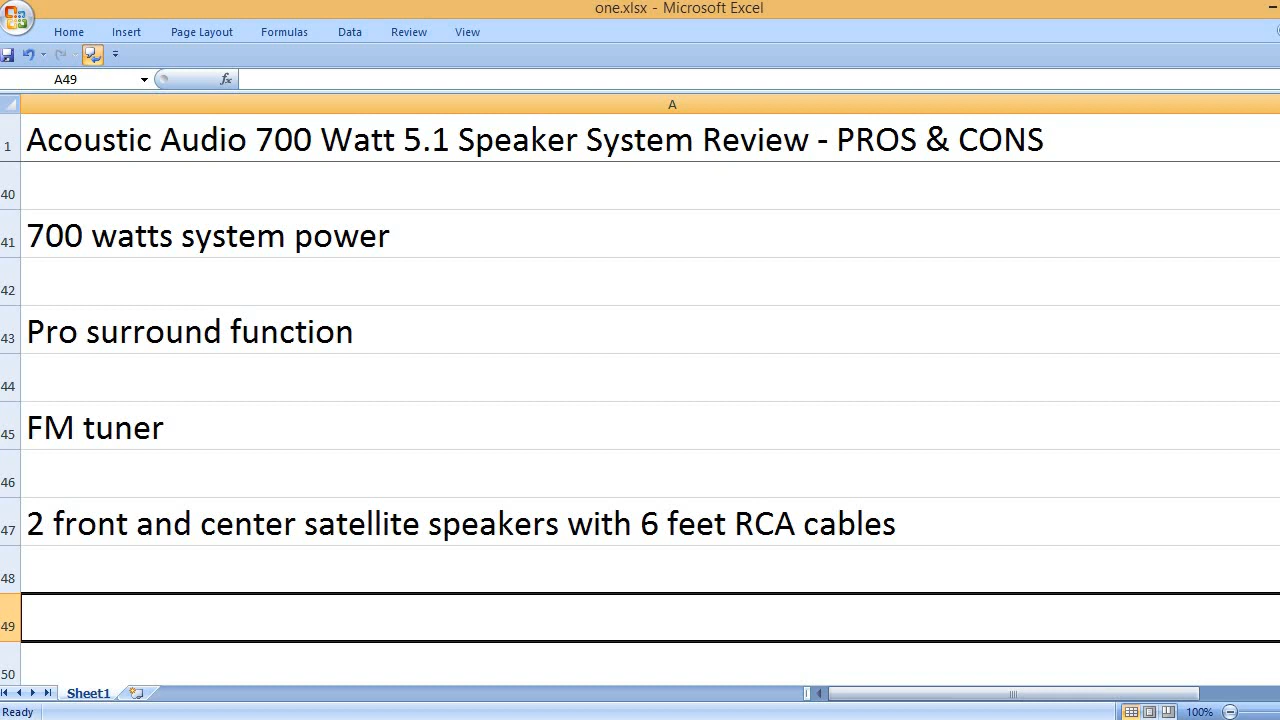 one.xlsx - Microsoft Excel
Home Insert Page Layout Formulas Data Review View
A49 fx
A
1 Acoustic Audio 700 Watt 5.1 Speaker System Review - PROS & CONS
40
41 700 watts system power
42
43 Pro surround function
44
45 FM tuner
46
47 2 front and center satellite speakers with 6 feet RCA cables
48
49
50
Sheet1
Ready 100%